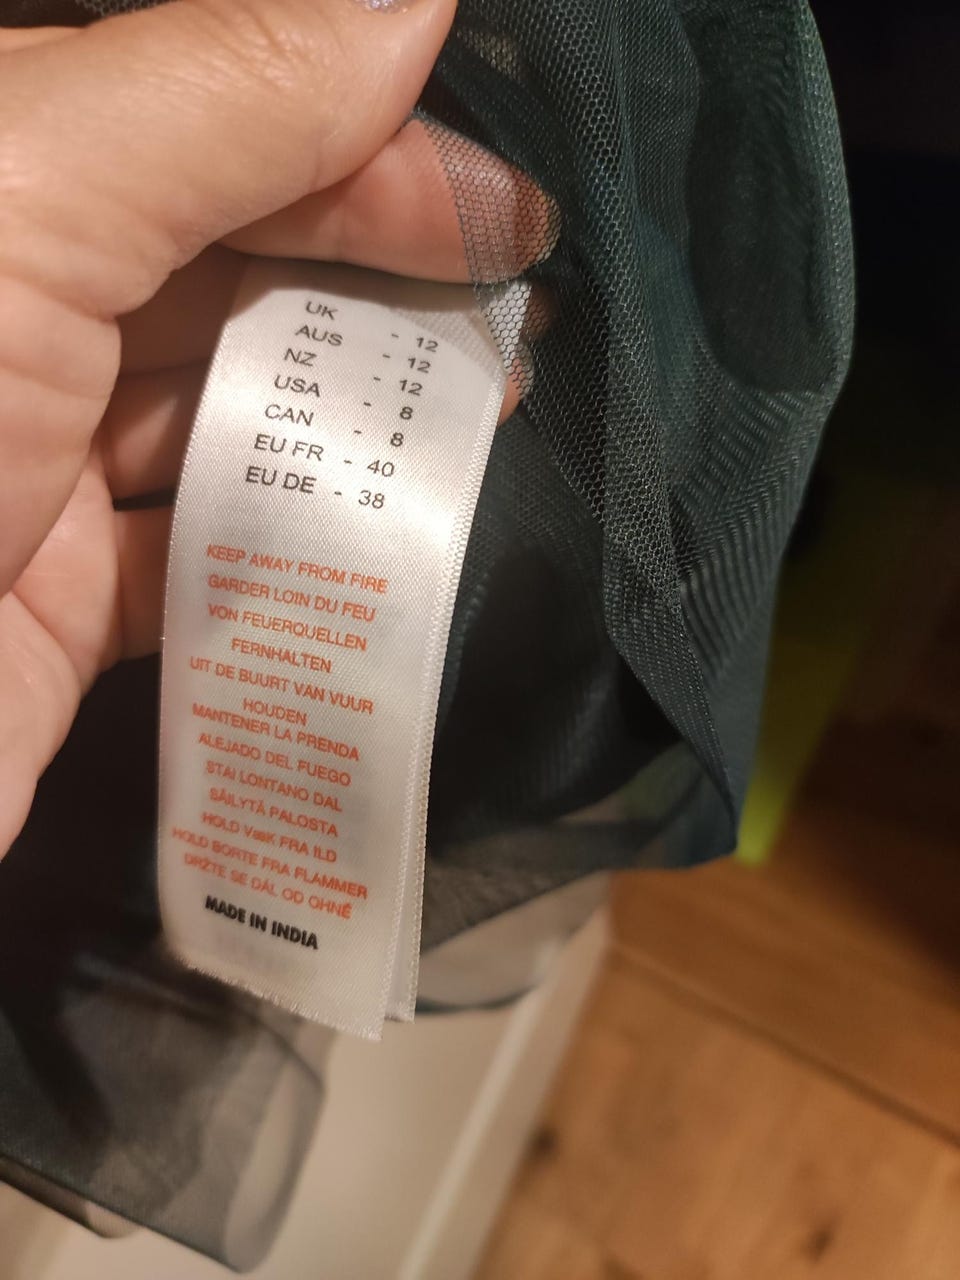 UK - 12
AUS - 12
NZ - 12
USA - 8
CAN - 8
EU FR - 40
EU DE - 38
KEEP AWAY FROM FIRE
GARDER LOIN DU FEU
VON FEUERQUELLEN
FERNHALTEN
UIT DE BUURT VAN VUUR
HOUDEN
MANTENER LA PRENDA
ALEJADO DEL FUEGO
STAI LONTANO DAL
SÄILYTÄ PALOSTA
HOLD VæK FRA ILD
HOLD BORTE FRA FLAMMER
DRŽTE SE DÁL OD OHNĚ
MADE IN INDIA